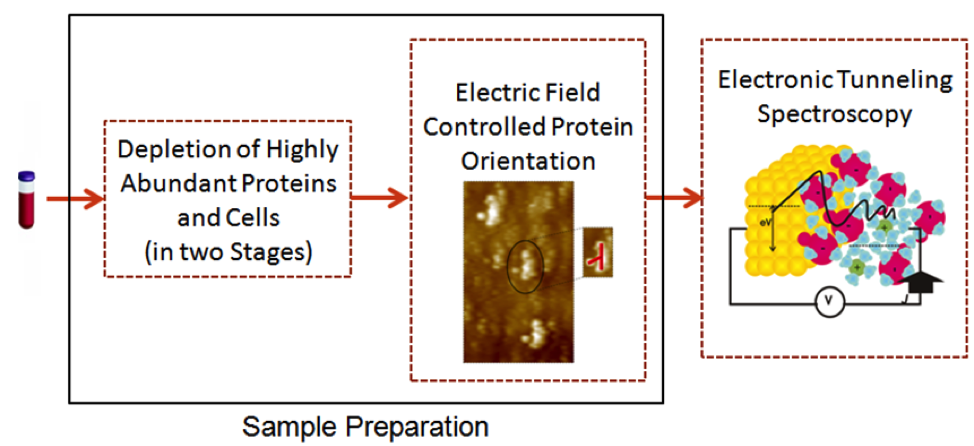 Depletion of Highly
Abundant Proteins
and Cells
(in two Stages)
Electric Field
Controlled Protein
Orientation
Electronic Tunneling
Spectroscopy
eV
V
Sample Preparation